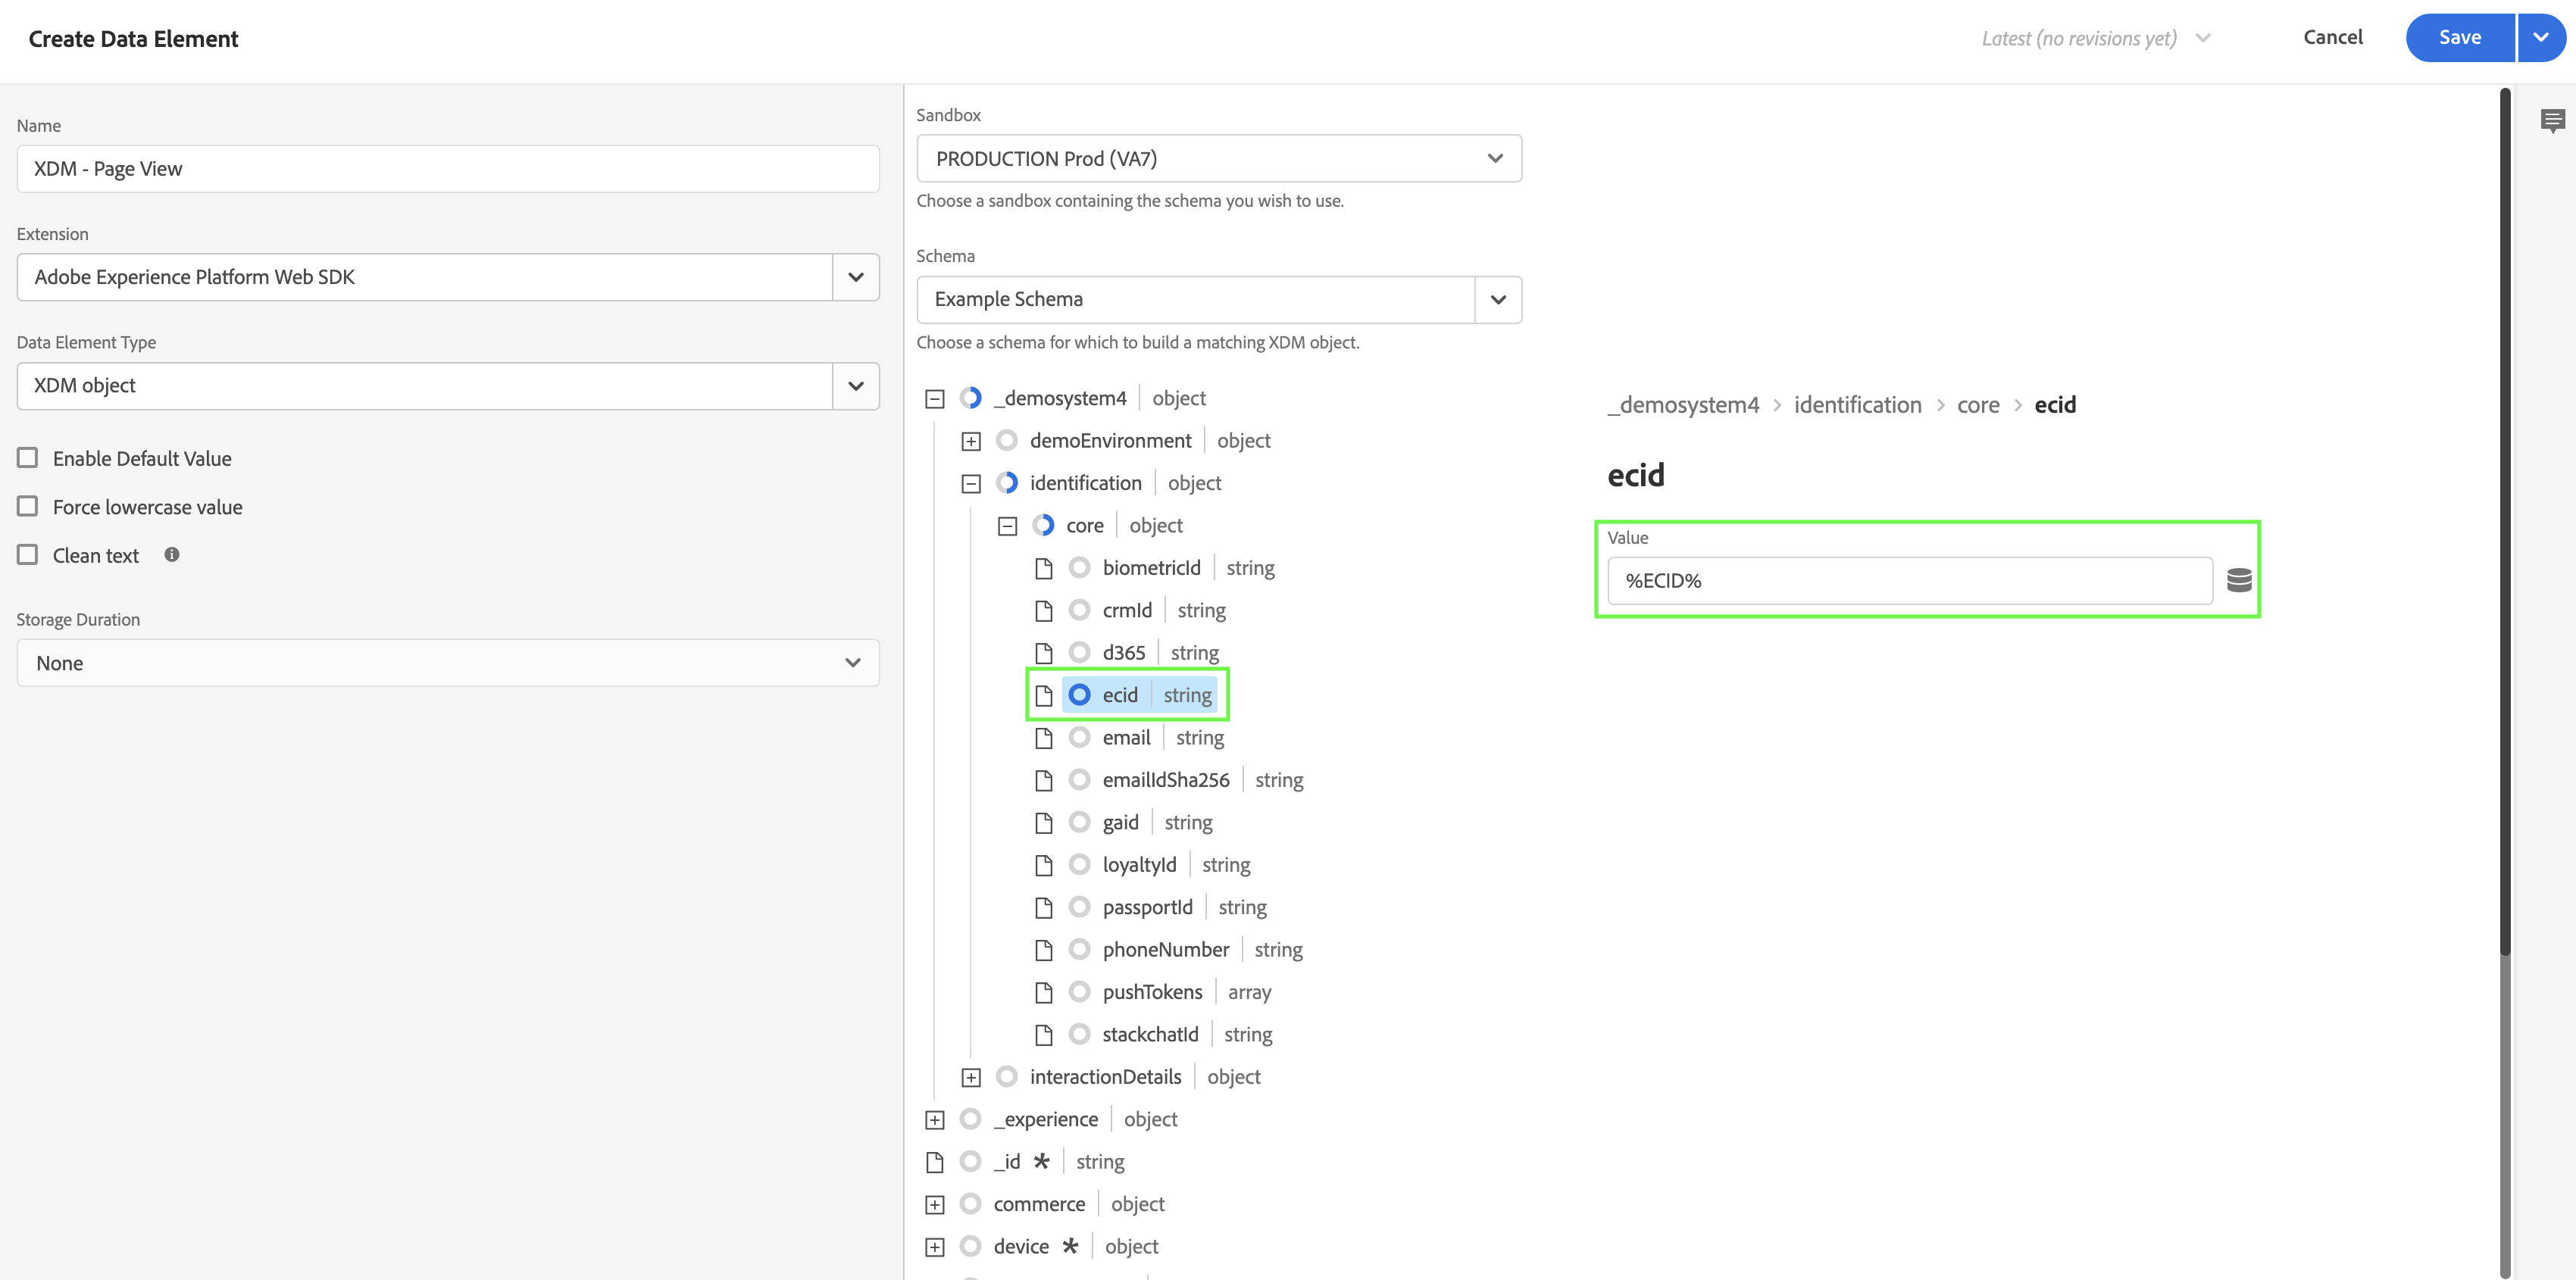 Create Data Element
Latest (no revisions yet)
Cancel
Save
Name
XDM - Page View
Extension
Adobe Experience Platform Web SDK
Data Element Type
XDM object
Enable Default Value
Force lowercase value
Clean text
Storage Duration
None
Sandbox
PRODUCTION Prod (VA7)
Choose a sandbox containing the schema you wish to use.
Schema
Example Schema
Choose a schema for which to build a matching XDM object.
_demosystem4 object
demoEnvironment object
identification object
core object
biometricId string
crmId string
d365 string
ecid string
email string
emailIdSha256 string
gaid string
loyaltyId string
passportId string
phoneNumber string
pushTokens array
stackchatId string
interactionDetails object
_experience object
_id * string
commerce object
device * object
_demosystem4 > identification > core > ecid
ecid
Value
%ECID%